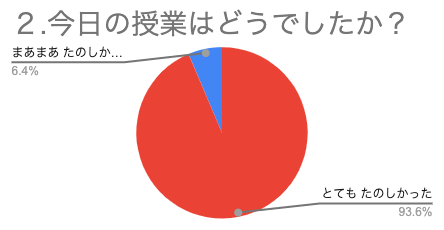 ２.今日の授業はどうでしたか？
まあまあ たのしか…
6.4%
とても たのしかった
93.6%